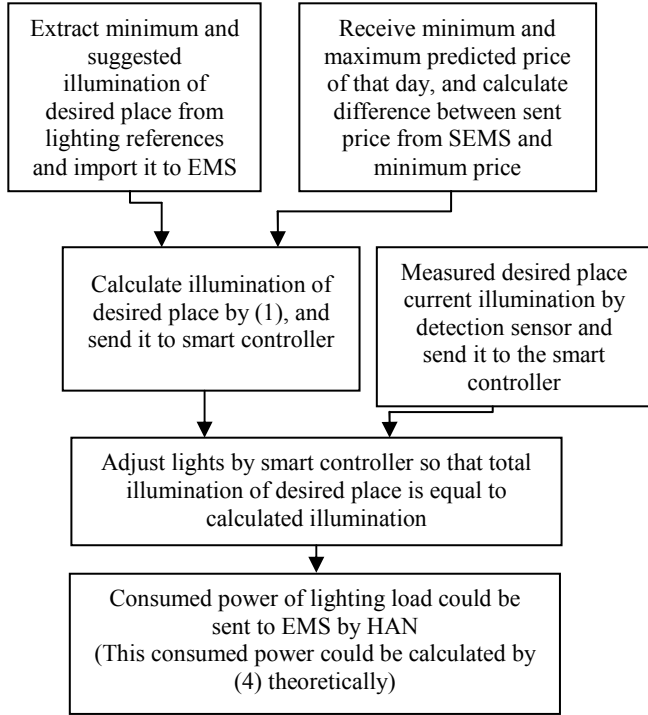 Extract minimum and
suggested
illumination of
desired place from
lighting references
and import it to EMS
Receive minimum and
maximum predicted price
of that day, and calculate
difference between sent
price from SEMS and
minimum price
Calculate illumination of
desired place by (1), and
send it to smart controller
Measured desired place
current illumination by
detection sensor and
send it to the smart
controller
Adjust lights by smart controller so that total
illumination of desired place is equal to
calculated illumination
Consumed power of lighting load could be
sent to EMS by HAN
(This consumed power could be calculated by
(4) theoretically)